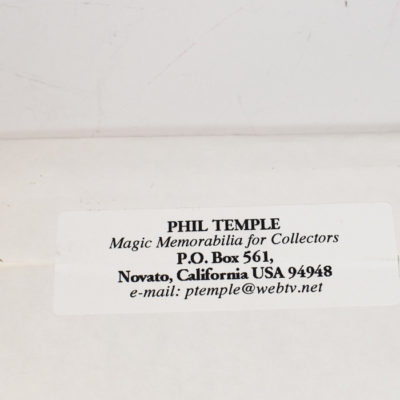 PHIL TEMPLE
Magic Memorabilia for Collectors
P.O. Box 561,
Novato, California USA 94948
e-mail: ptemple@webtv.net